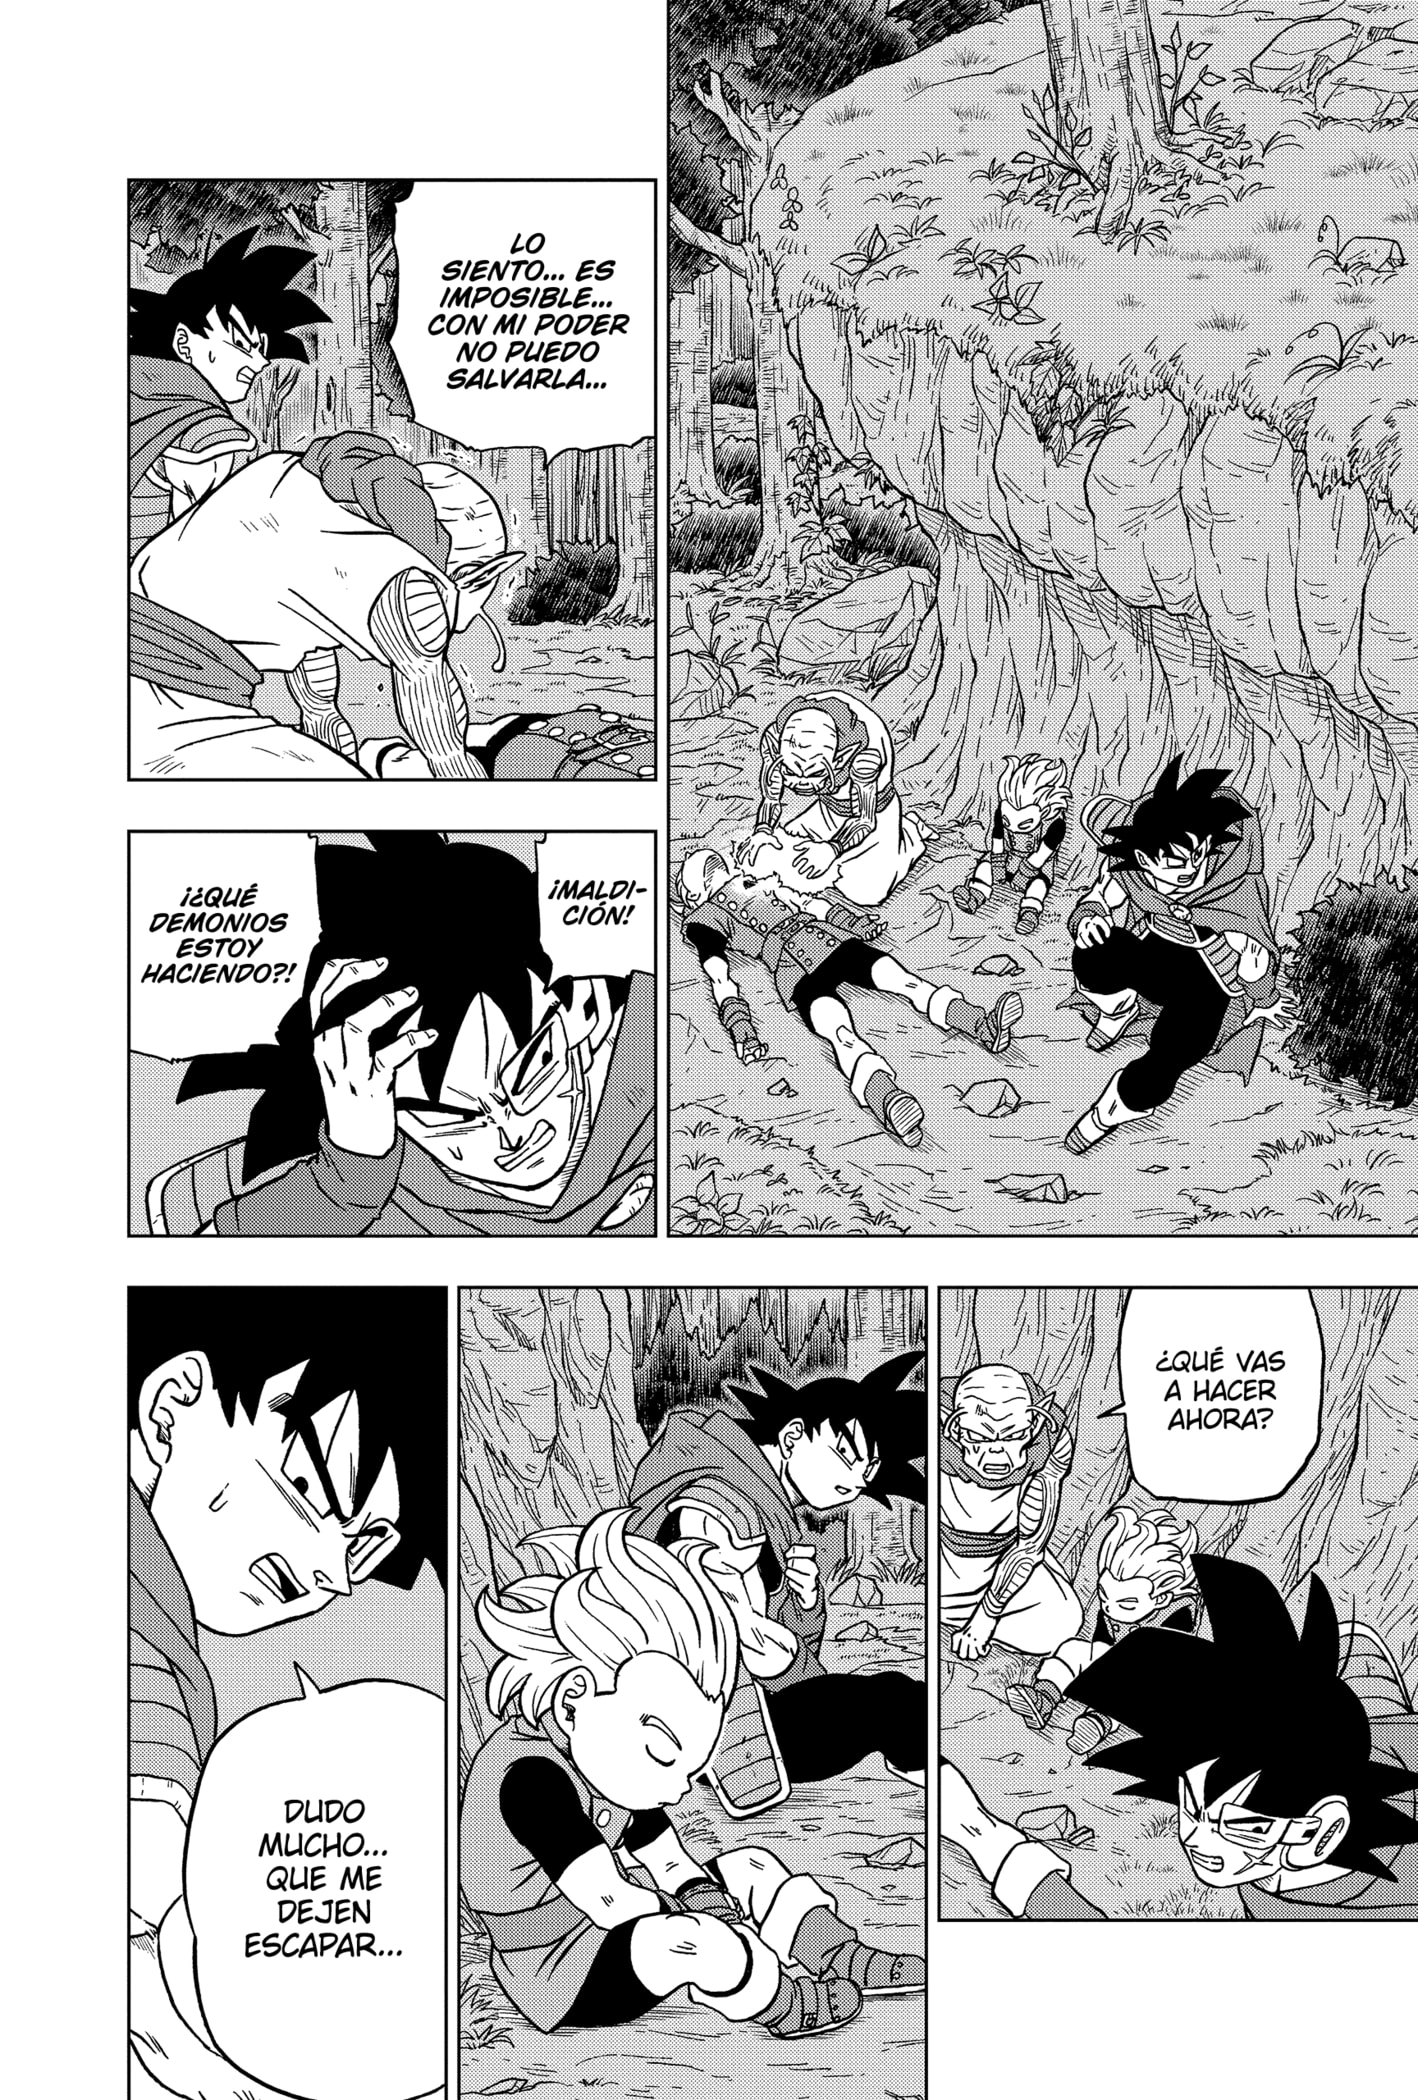 LO
SIENTO... ES
IMPOSIBLE...
CON MI PODER
NO PUEDO
SALVARLA...
¡MALDI-
CIÓN!
¡¿QUÉ
DEMONIOS
ESTOY
HACIENDO?!
¿QUÉ VAS
A HACER
AHORA?
DUDO
MUCHO...
QUE ME
DEJEN
ESCAPAR...